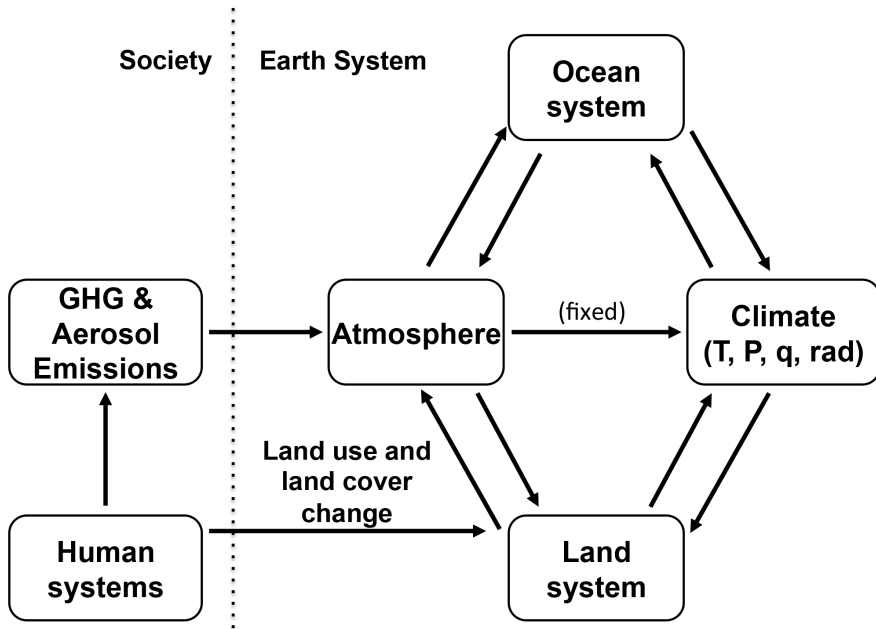 Society
Earth System
Ocean
system
GHG &
Aerosol
Emissions
Atmosphere
(fixed)
Climate
(T, P, q, rad)
Land use and
land cover
change
Human
systems
Land
system